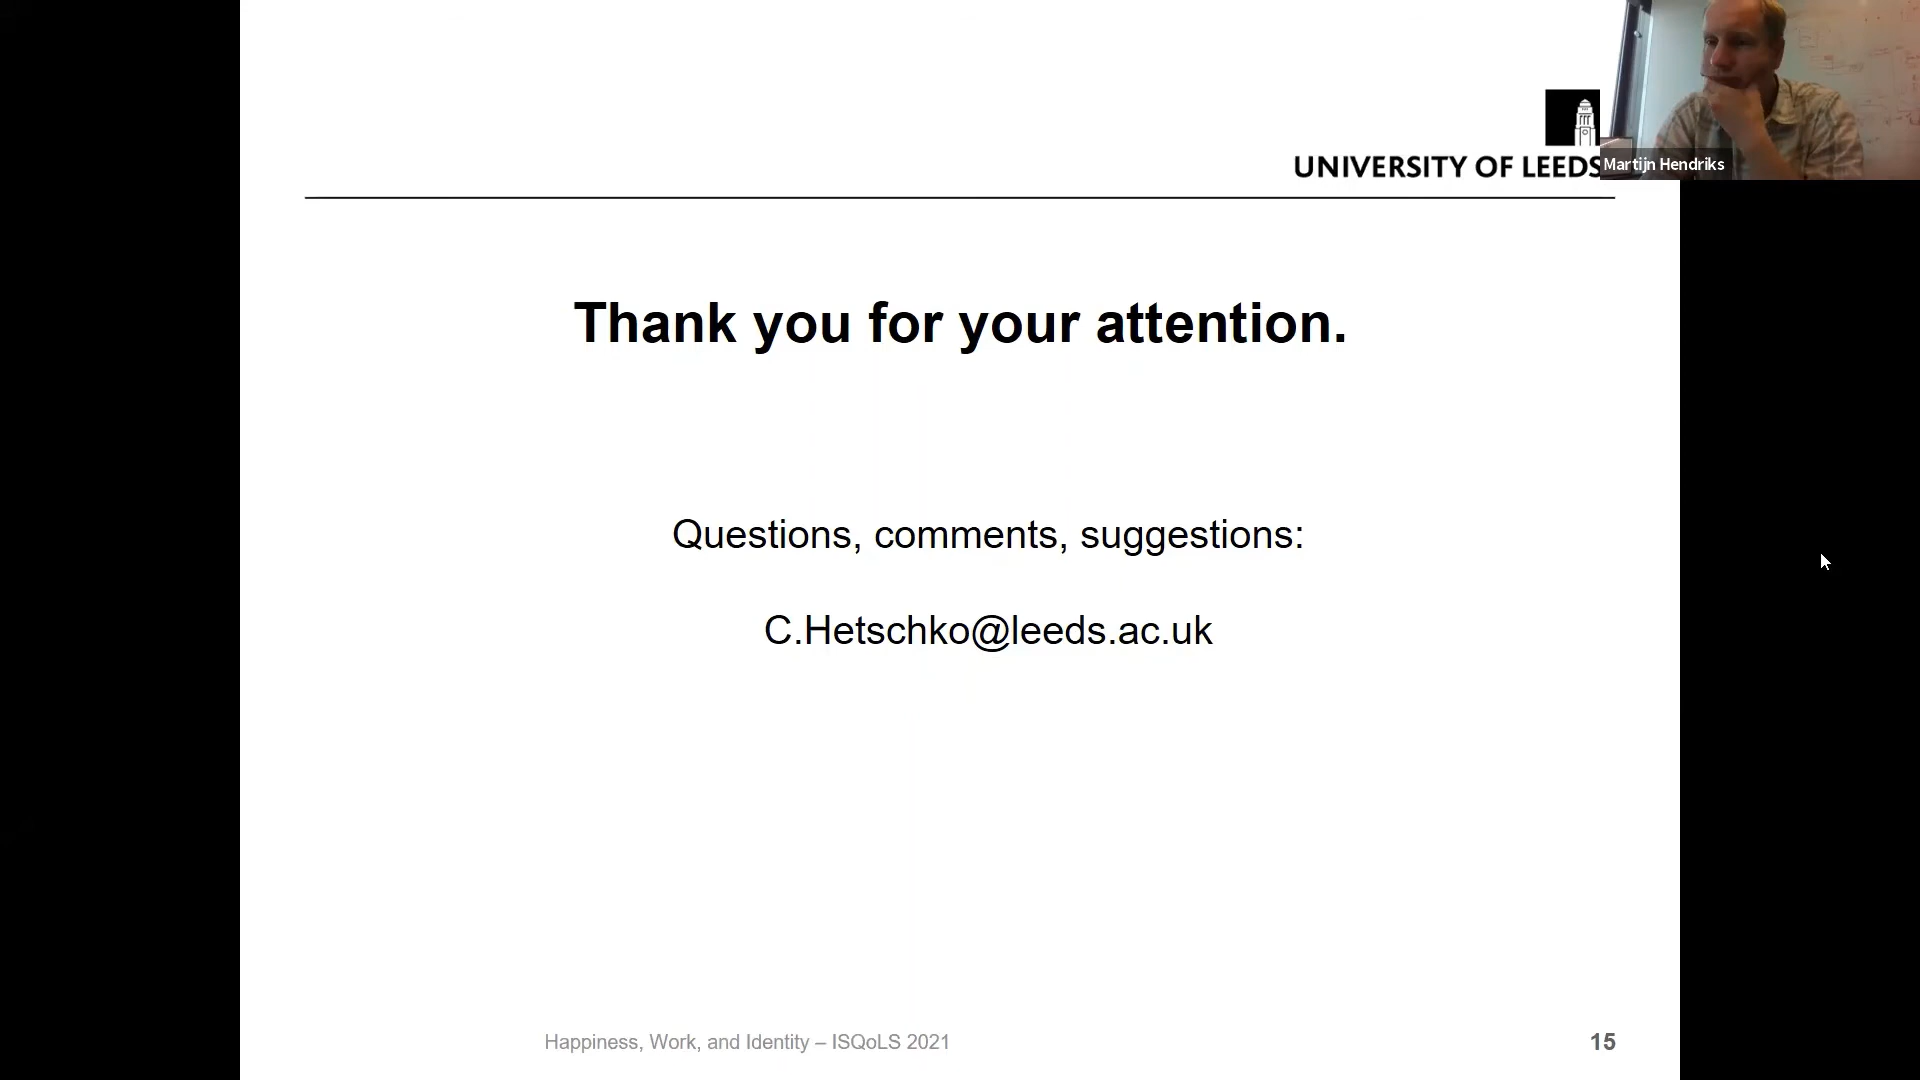 UNIVERSITY OF LEEDS
Martijn Hendriks
Thank you for your attention.
Questions, comments, suggestions:
C.Hetschko@leeds.ac.uk
Happiness, Work, and Identity – ISQoLS 2021
15